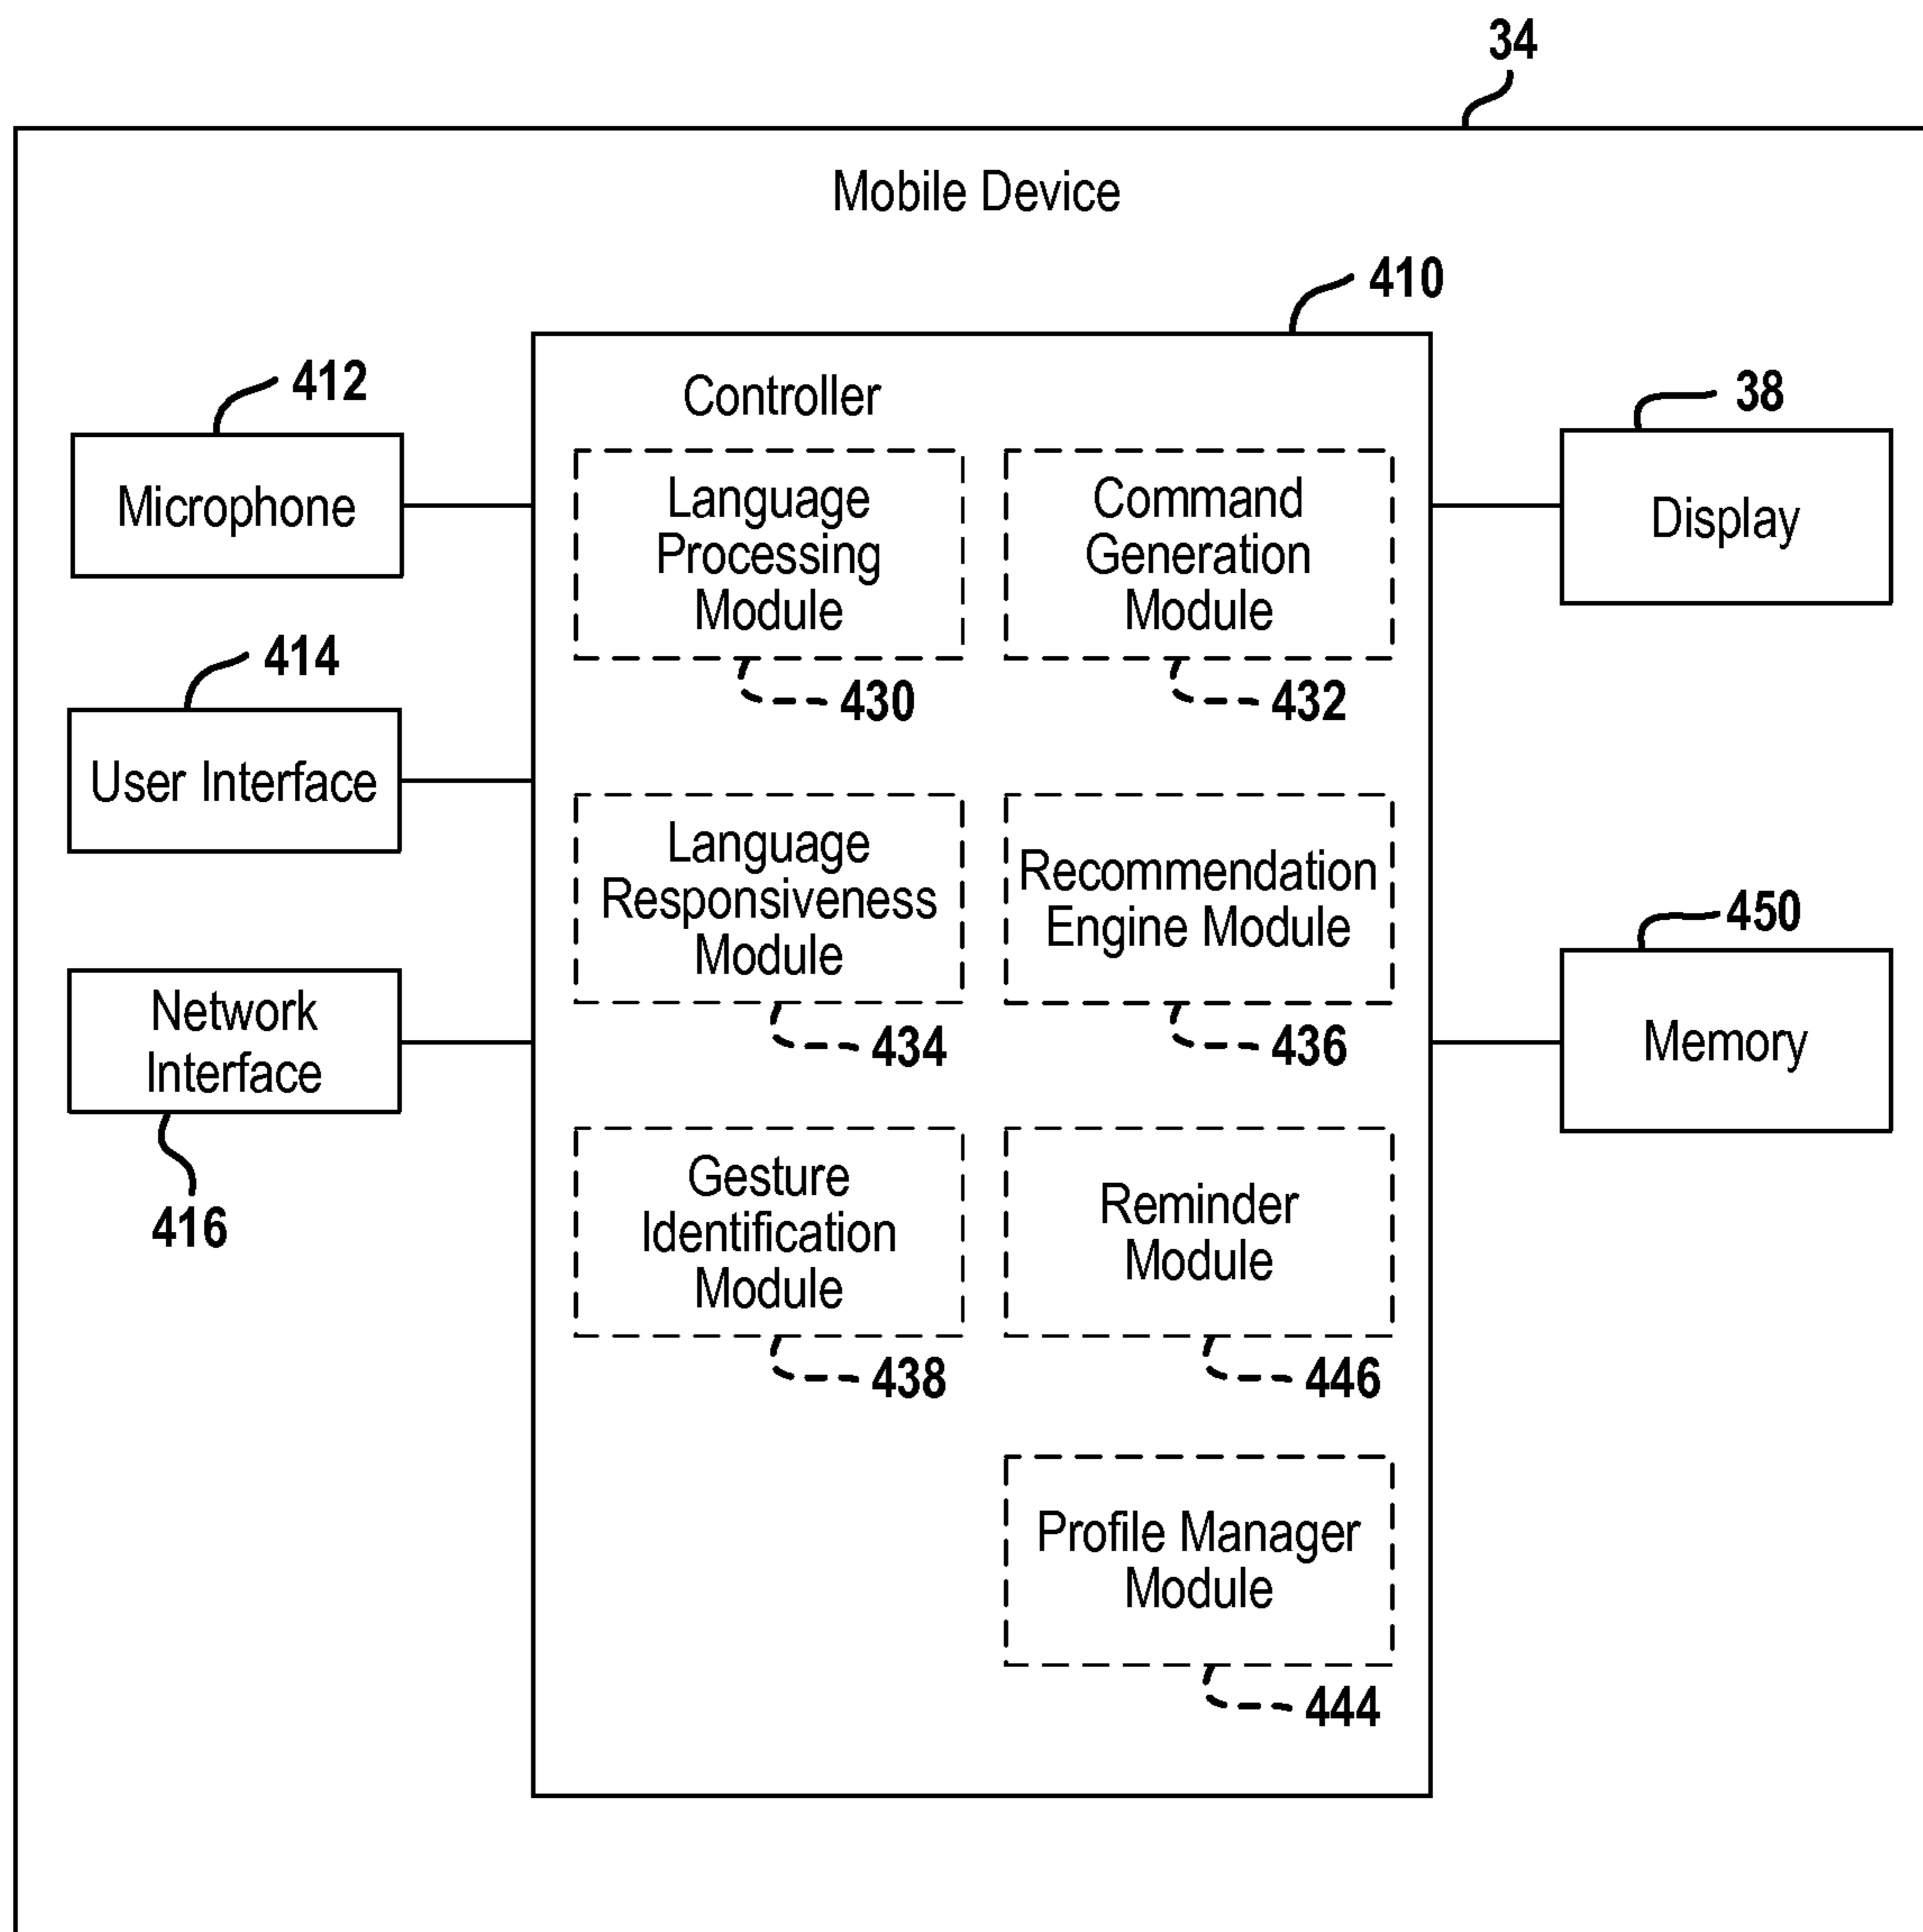 34
Mobile Device
410
Controller
412
Microphone
414
User Interface
Network
Interface
416
Language
Processing
Module
430
Command
Generation
Module
432
Language
Responsiveness
Module
434
Recommendation
Engine Module
436
Gesture
Identification
Module
438
Reminder
Module
446
Profile Manager
Module
444
38
Display
450
Memory